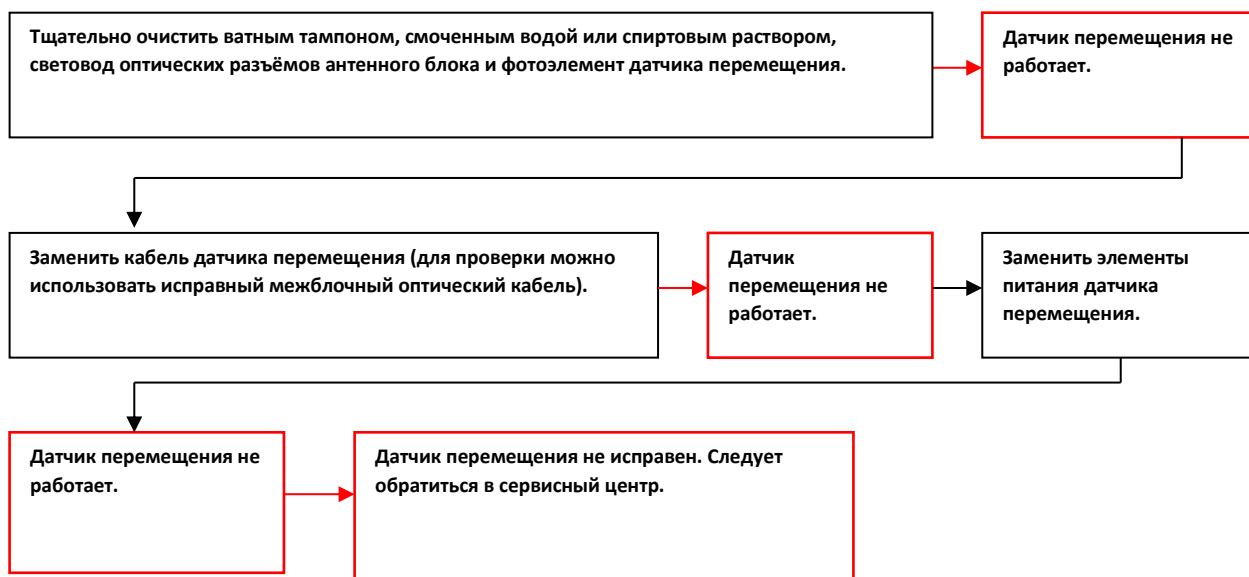 Тщательно очистить ватным тампоном, смоченным водой или спиртовым раствором,
световод оптических разъёмов антенного блока и фотоэлемент датчика перемещения.
Датчик перемещения не
работает.
Заменить кабель датчика перемещения (для проверки можно
использовать исправный межблочный оптический кабель).
Датчик
перемещения не
работает.
Заменить элементы
питания датчика
перемещения.
Датчик перемещения не
работает.
Датчик перемещения не исправен. Следует
обратиться в сервисный центр.